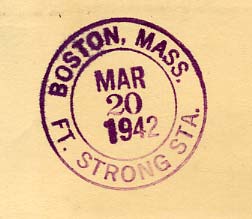 BOSTON, MASS.
MAR
20
1942
FT. STRONG STA.